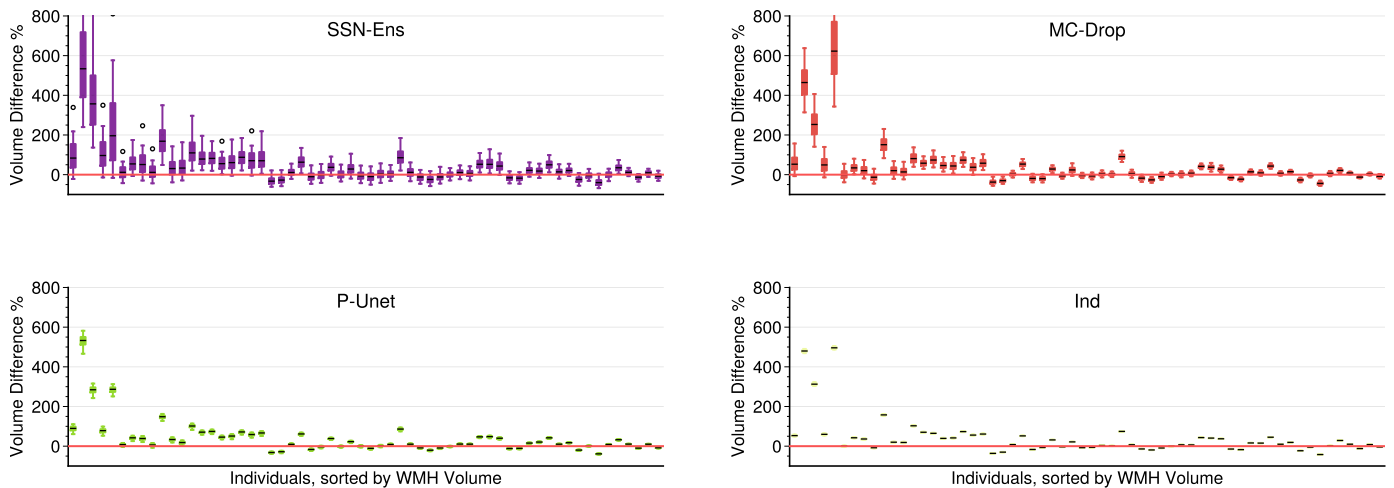 SSN-Ens
Volume Difference %
800
600
400
200
0
MC-Drop
Volume Difference %
800
600
400
200
0
P-Unet
Volume Difference %
800
600
400
200
0
Individuals, sorted by WMH Volume
Ind
Volume Difference %
800
600
400
200
0
Individuals, sorted by WMH Volume